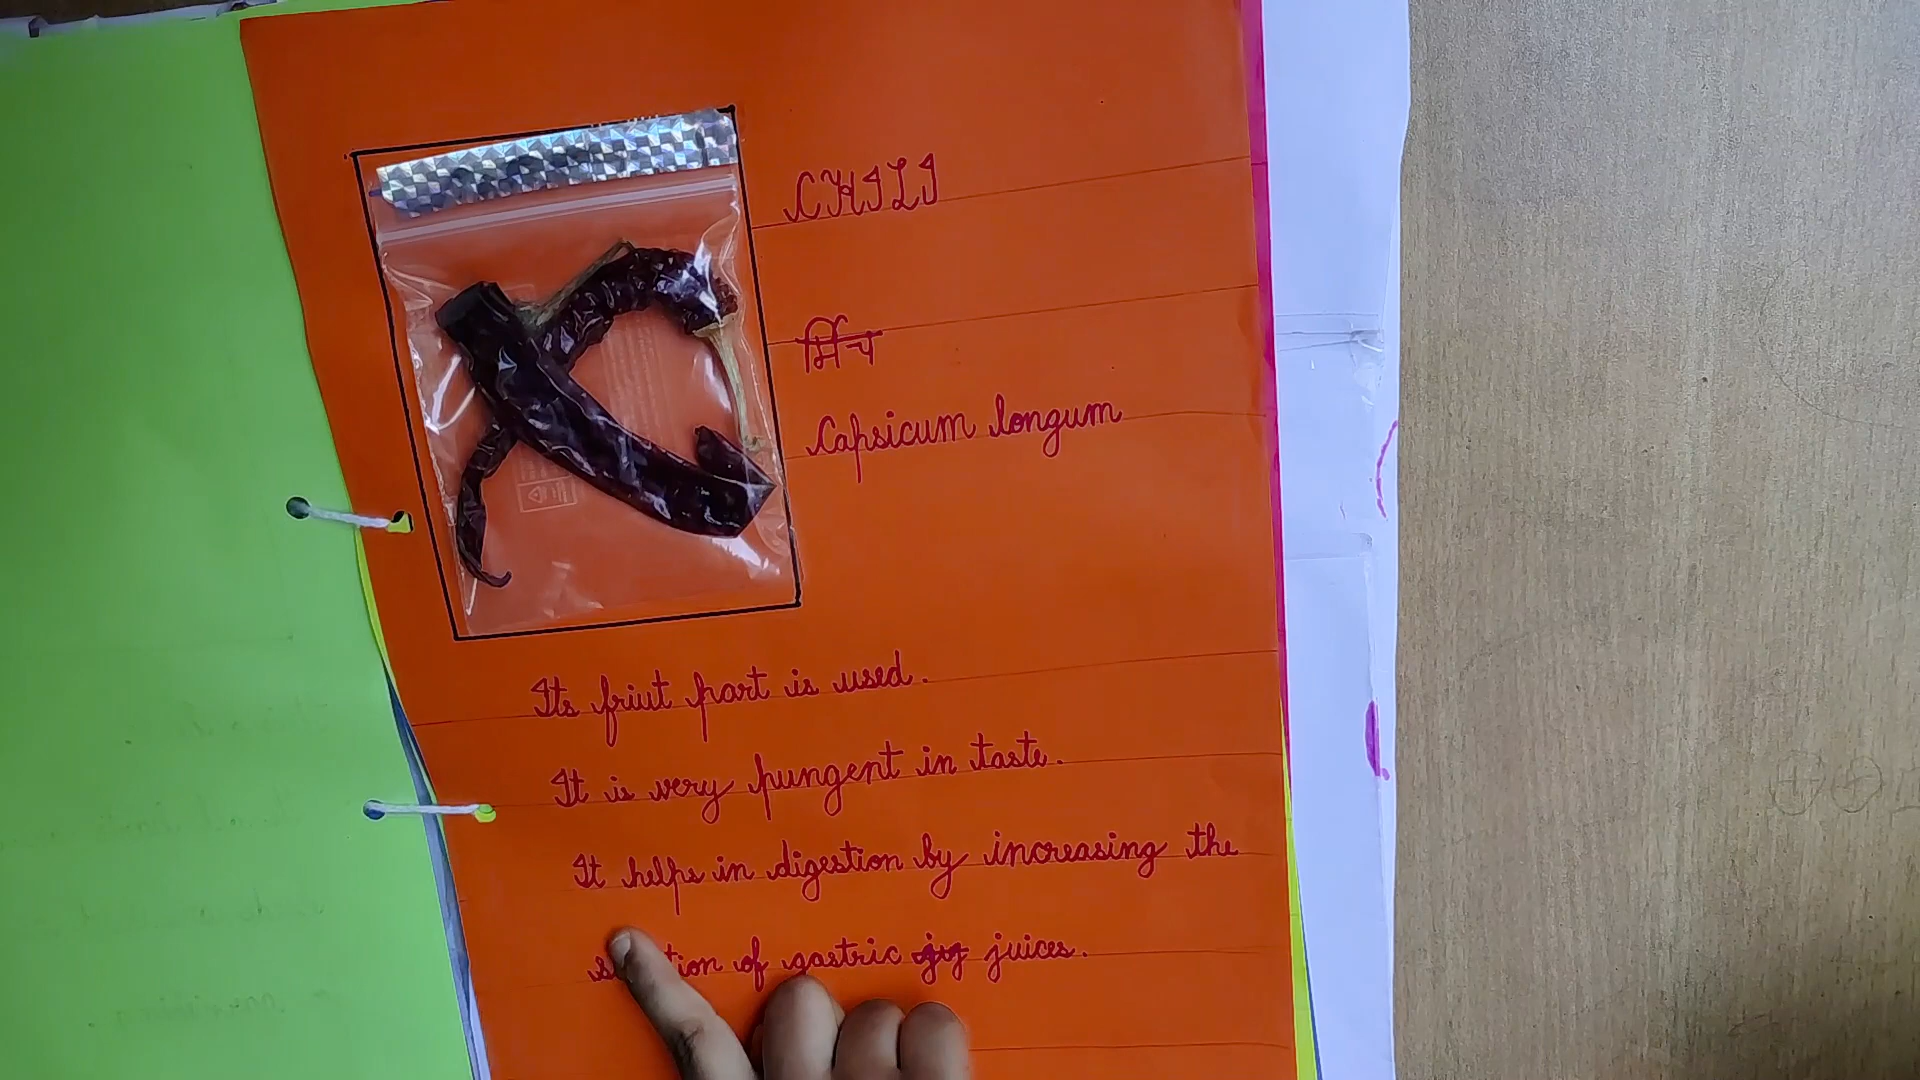 CHILI
र्मिच
Capsicum longum
Its friut part is used.
It is very pungent in taste.
It helps in digestion by increasing the
of gastric juices.